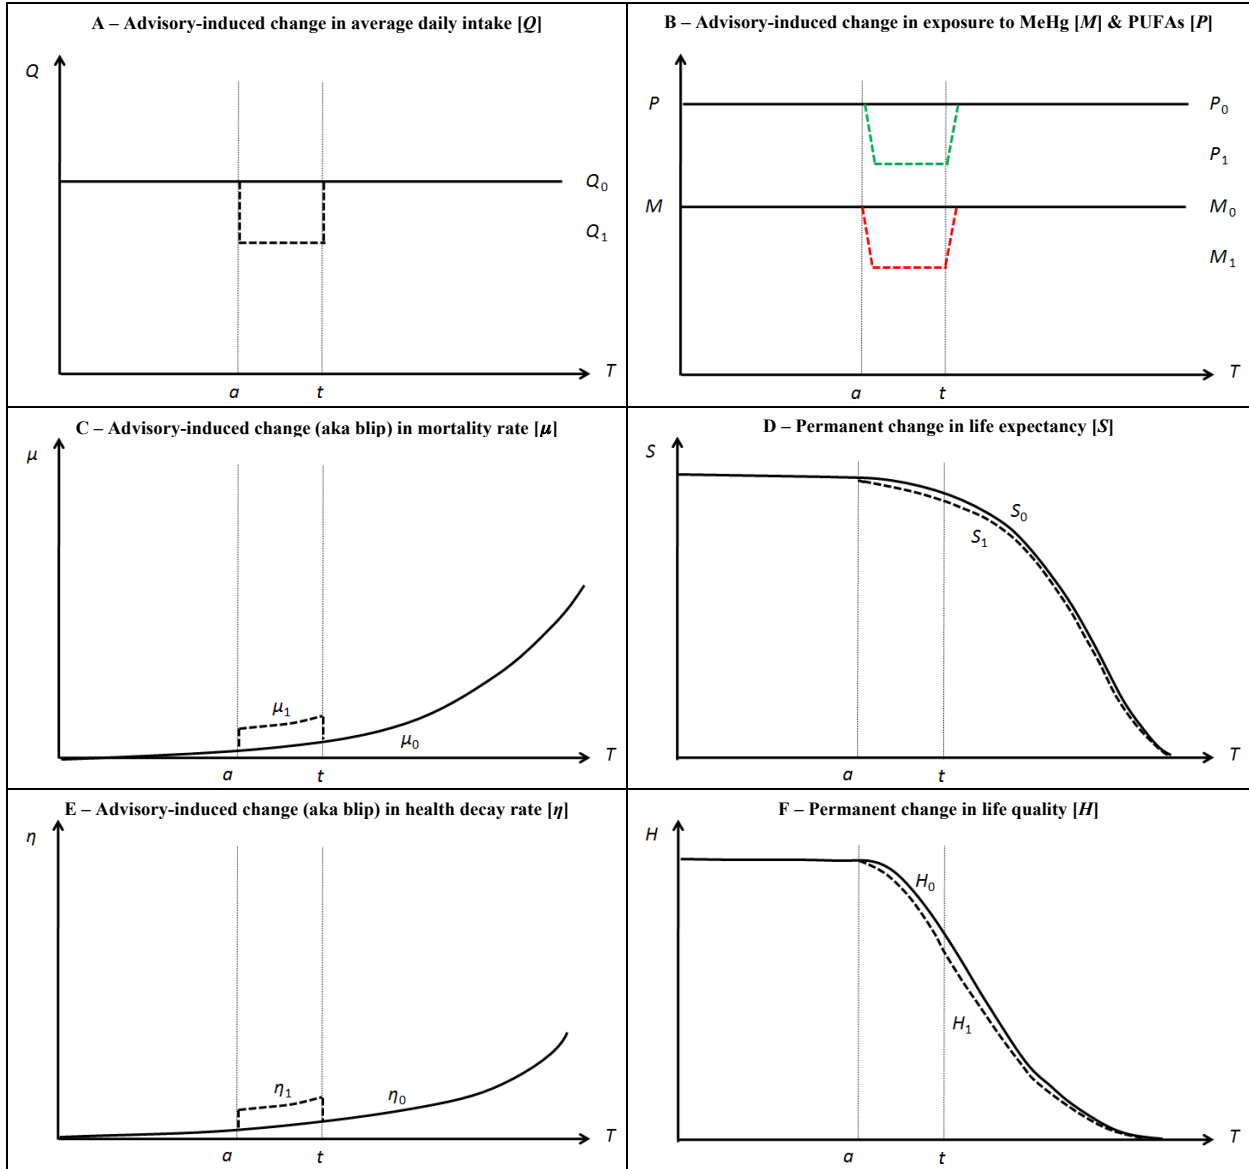 A – Advisory-induced change in average daily intake [Q]
Q
Q0
Q1
T
a
t
B – Advisory-induced change in exposure to MeHg [M] & PUFAs [P]
P
P0
P1
M
M0
M1
T
a
t
C – Advisory-induced change (aka blip) in mortality rate [μ]
μ
μ1
μ0
T
a
t
D – Permanent change in life expectancy [S]
S
S0
S1
T
a
t
E – Advisory-induced change (aka blip) in health decay rate [η]
η
η1
η0
T
a
t
F – Permanent change in life quality [H]
H
H0
H1
T
a
t